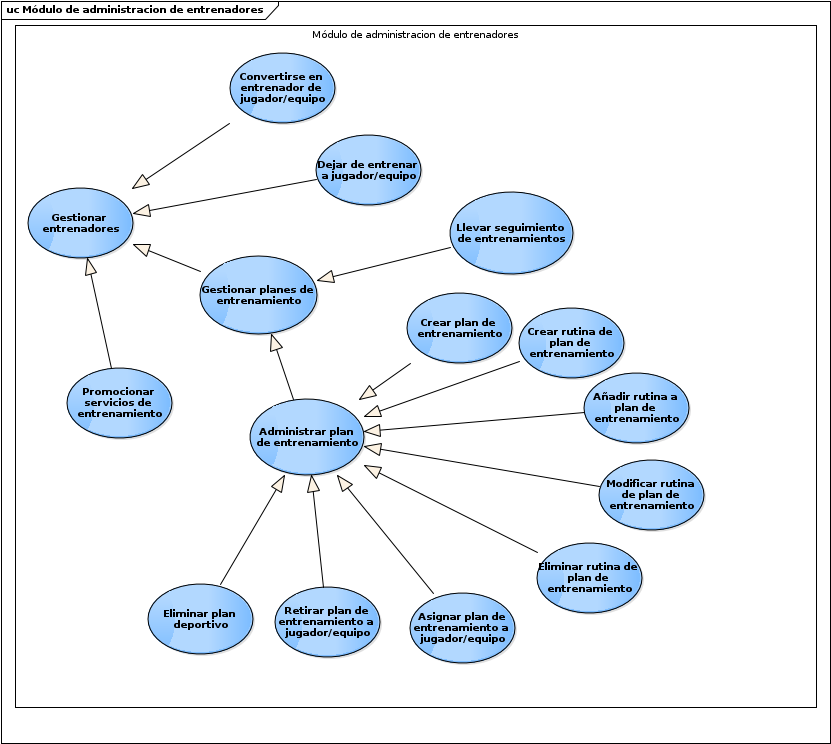 uc Módulo de administracion de entrenadores
Módulo de administracion de entrenadores
Convertirse en
entrenador de
jugador/equipo
Dejar de entrenar
a jugador/equipo
Gestionar
entrenadores
Llevar seguimiento
de entrenamientos
Gestionar planes de
entrenamiento
Crear plan de
entrenamiento
Crear rutina de
plan de
entrenamiento
Promocionar
servicios de
entrenamiento
Añadir rutina a
plan de
entrenamiento
Administrar plan
de entrenamiento
Modificar rutina
de plan de
entrenamiento
Eliminar rutina de
plan de
entrenamiento
Eliminar plan
deportivo
Retirar plan de
entrenamiento a
jugador/equipo
Asignar plan de
entrenamiento a
jugador/equipo